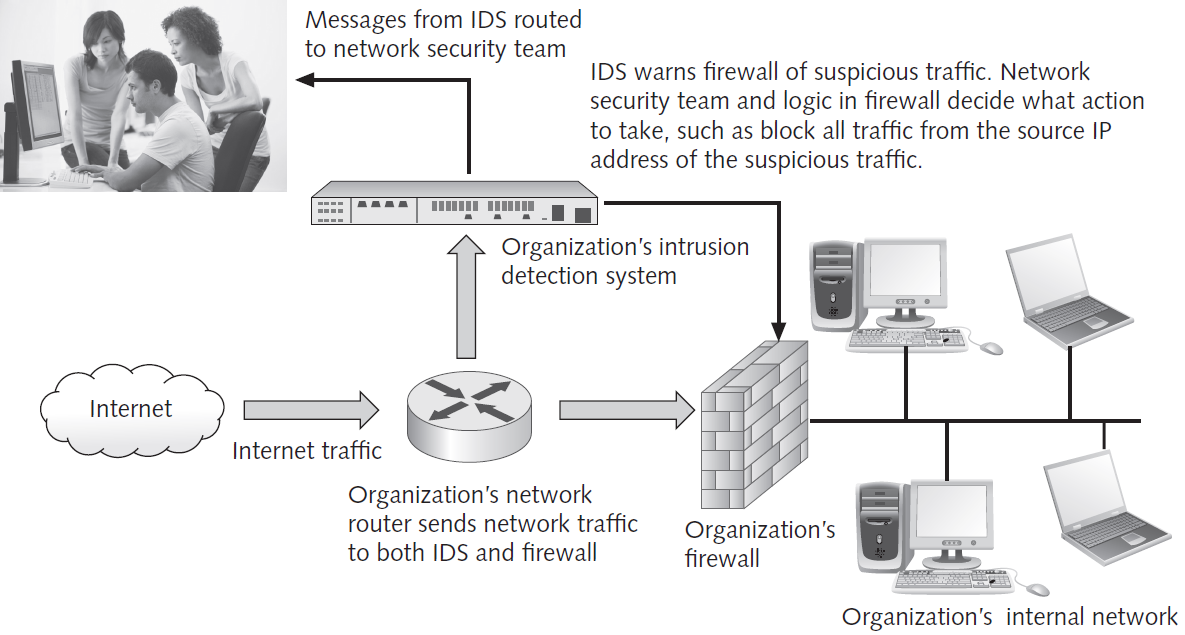 Messages from IDS routed
to network security team
IDS warns firewall of suspicious traffic. Network
security team and logic in firewall decide what action
to take, such as block all traffic from the source IP
address of the suspicious traffic.
Organization’s intrusion
detection system
Internet
Internet traffic
Organization’s network
router sends network traffic
to both IDS and firewall
Organization’s
firewall
Organization’s internal network